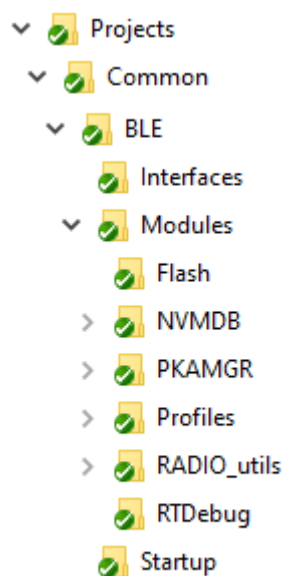 Projects
Common
BLE
Interfaces
Modules
Flash
NVMDB
PKAMGR
Profiles
RADIO_utils
RTDebug
Startup